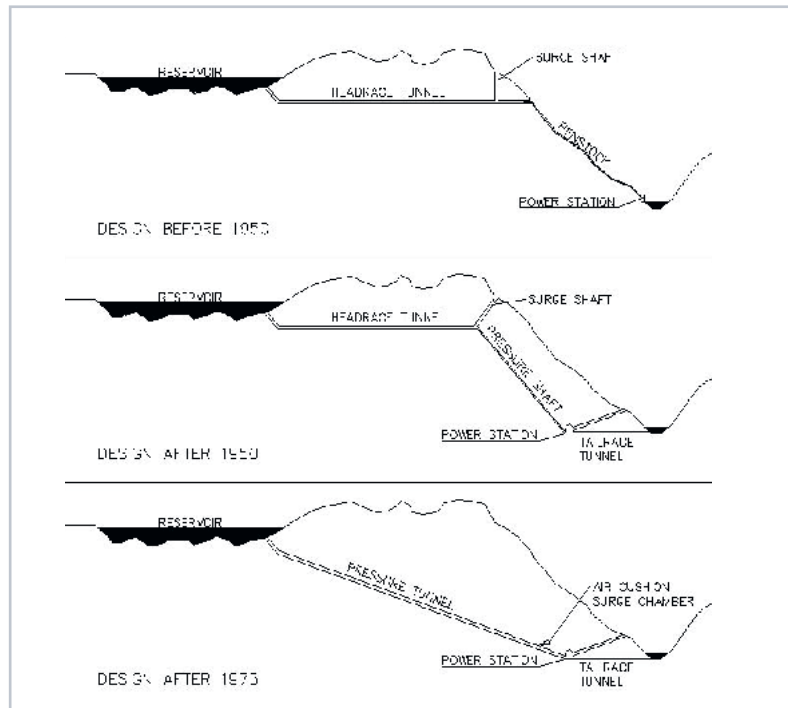 SURGE SHAFT
RESERVOIR
HEADRACE TUNNEL
PENSTOCK
POWER STATION
DESIGN BEFORE 1950
RESERVOIR
SURGE SHAFT
HEADRACE TUNNEL
PRESSURE SHAFT
POWER STATION
TAILRACE
TUNNEL
DESIGN AFTER 1950
RESERVOIR
PRESSURE TUNNEL
AIR CUSHION
SURGE CHAMBER
POWER STATION
TAILRACE
TUNNEL
DESIGN AFTER 1973